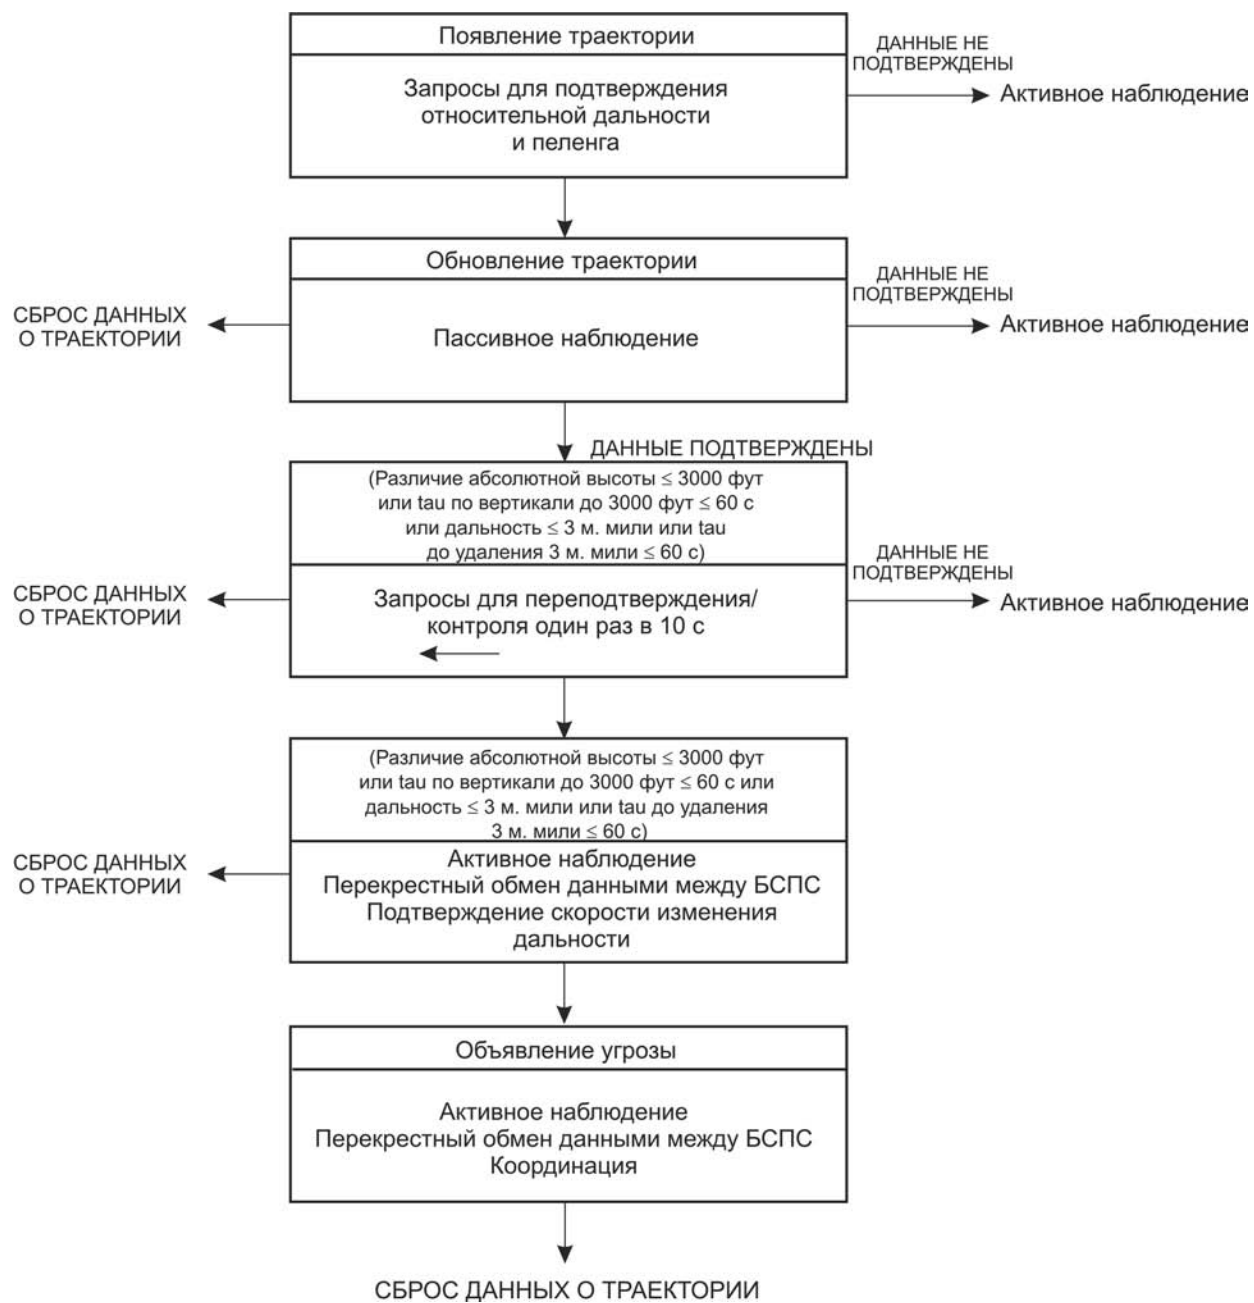 Появление траектории
Запросы для подтверждения
относительной дальности
и пеленга
ДАННЫЕ НЕ
ПОДТВЕРЖДЕНЫ
Активное наблюдение
Обновление траектории
Пассивное наблюдение
СБРОС ДАННЫХ
О ТРАЕКТОРИИ
ДАННЫЕ НЕ
ПОДТВЕРЖДЕНЫ
Активное наблюдение
ДАННЫЕ ПОДТВЕРЖДЕНЫ
(Различие абсолютной высоты ≤ 3000 фут
или tau по вертикали до 3000 фут ≤ 60 с
или дальность ≤ 3 м. мили или tau
до удаления 3 м. мили ≤ 60 с)
Запросы для переподтверждения/
контроля один раз в 10 с
СБРОС ДАННЫХ
О ТРАЕКТОРИИ
ДАННЫЕ НЕ
ПОДТВЕРЖДЕНЫ
Активное наблюдение
(Различие абсолютной высоты ≤ 3000 фут
или tau по вертикали до 3000 фут ≤ 60 с или
дальность ≤ 3 м. мили или tau до удаления
3 м. мили ≤ 60 с)
Активное наблюдение
Перекрестный обмен данными между БСПС
Подтверждение скорости изменения
дальности
СБРОС ДАННЫХ
О ТРАЕКТОРИИ
Объявление угрозы
Активное наблюдение
Перекрестный обмен данными между БСПС
Координация
СБРОС ДАННЫХ О ТРАЕКТОРИИ